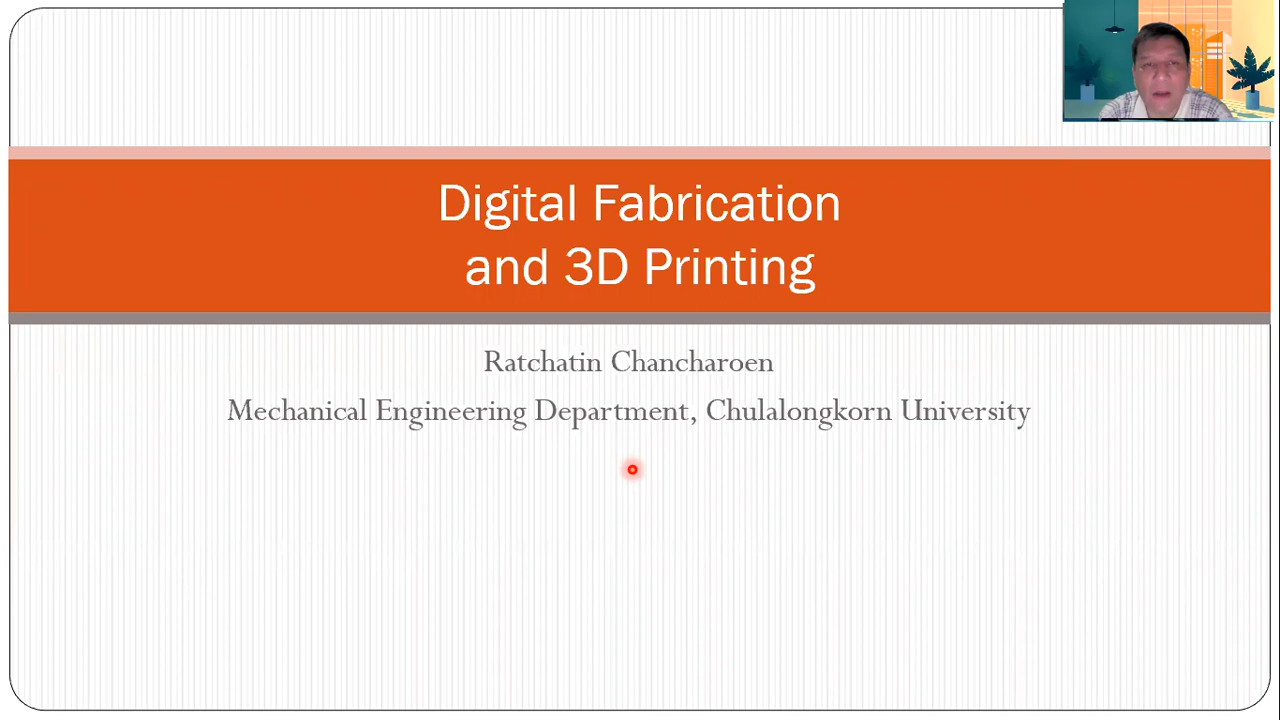 Digital Fabrication
and 3D Printing
Ratchatin Chancharoen
Mechanical Engineering Department, Chulalongkorn University